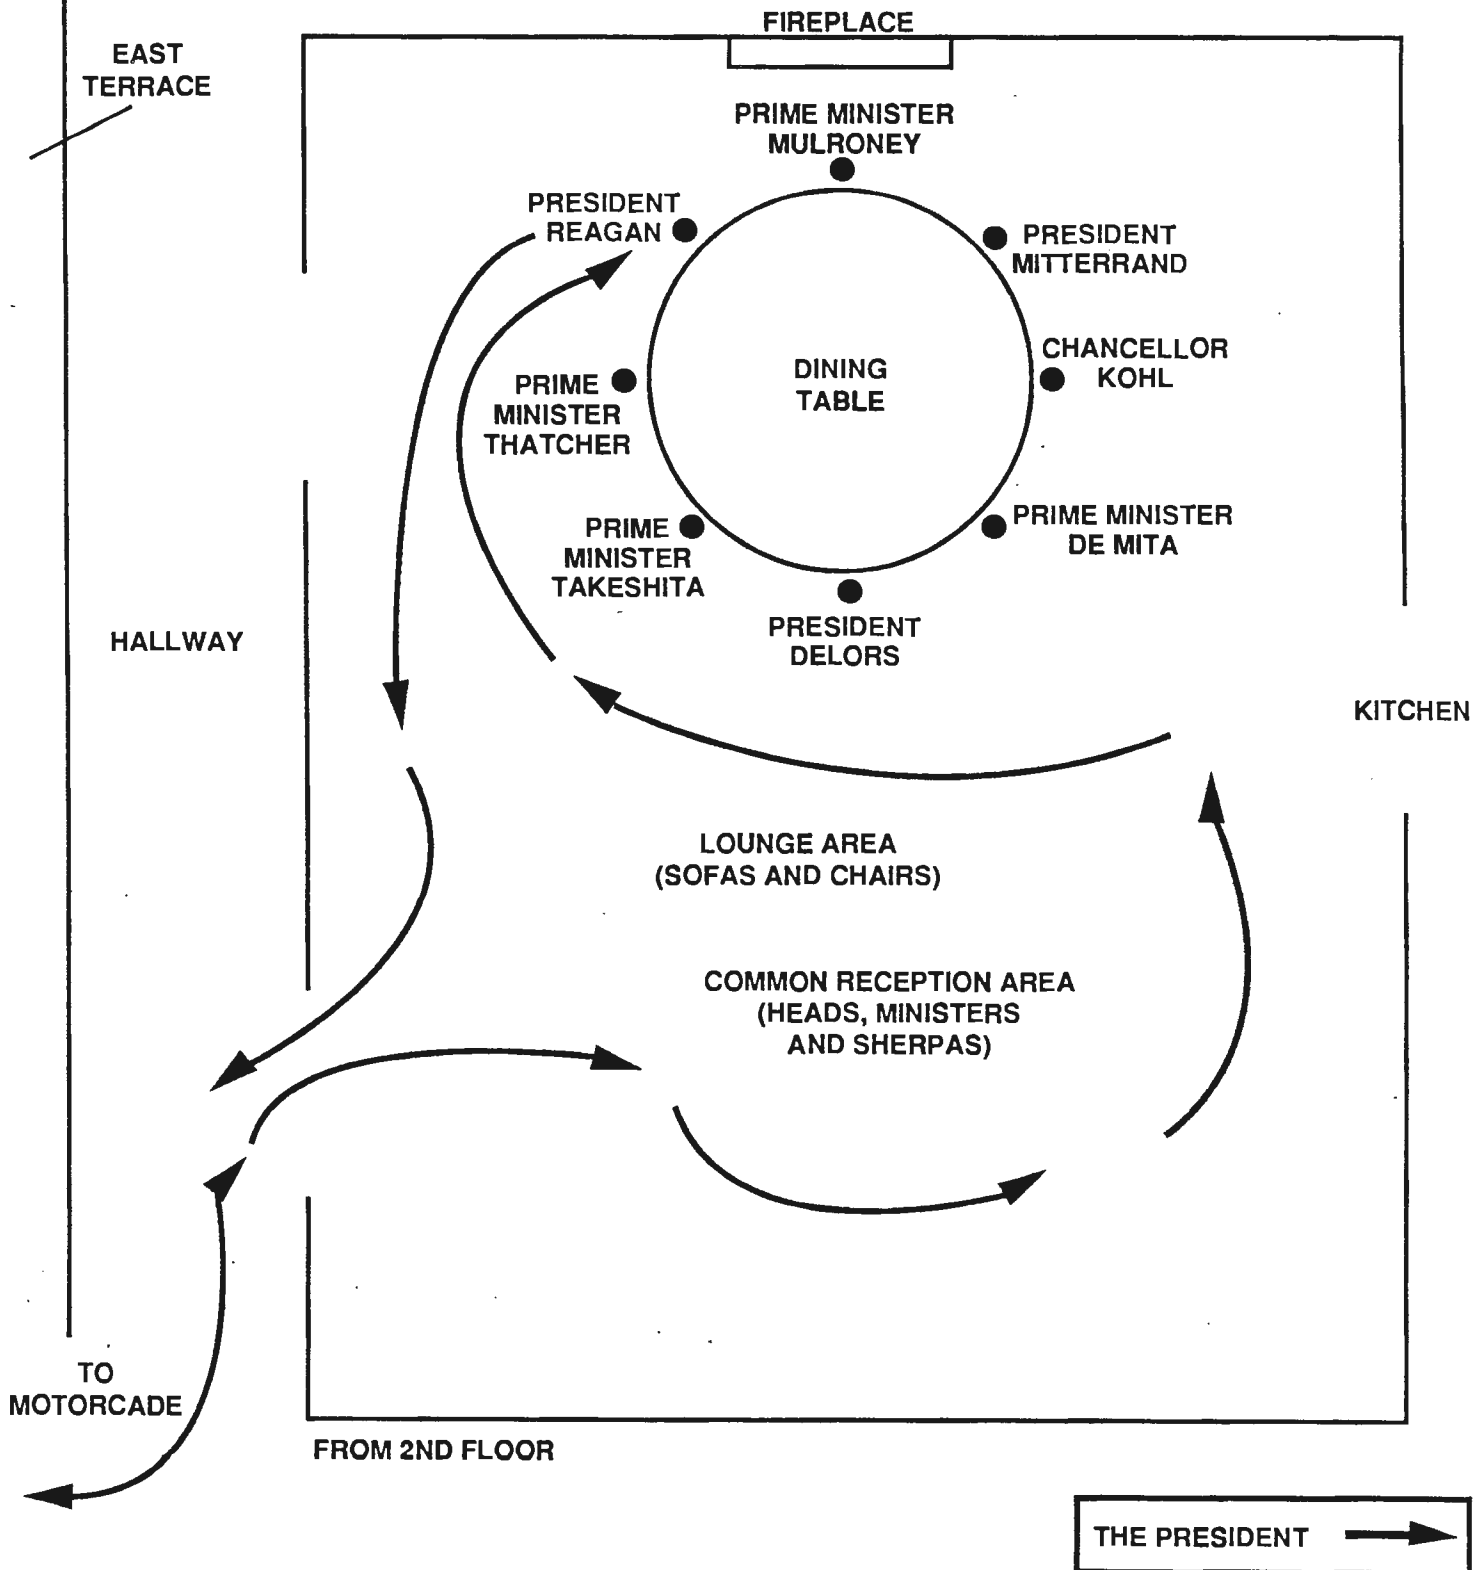 FIREPLACE
EAST
TERRACE
PRIME MINISTER
MULRONEY
PRESIDENT
REAGAN
PRESIDENT
MITTERRAND
CHANCELLOR
KOHL
DINING
TABLE
PRIME
MINISTER
THATCHER
PRIME MINISTER
DE MITA
PRIME
MINISTER
TAKESHITA
PRESIDENT
DELORS
HALLWAY
KITCHEN
LOUNGE AREA
(SOFAS AND CHAIRS)
COMMON RECEPTION AREA
(HEADS, MINISTERS
AND SHERPAS)
TO
MOTORCADE
FROM 2ND FLOOR
THE PRESIDENT